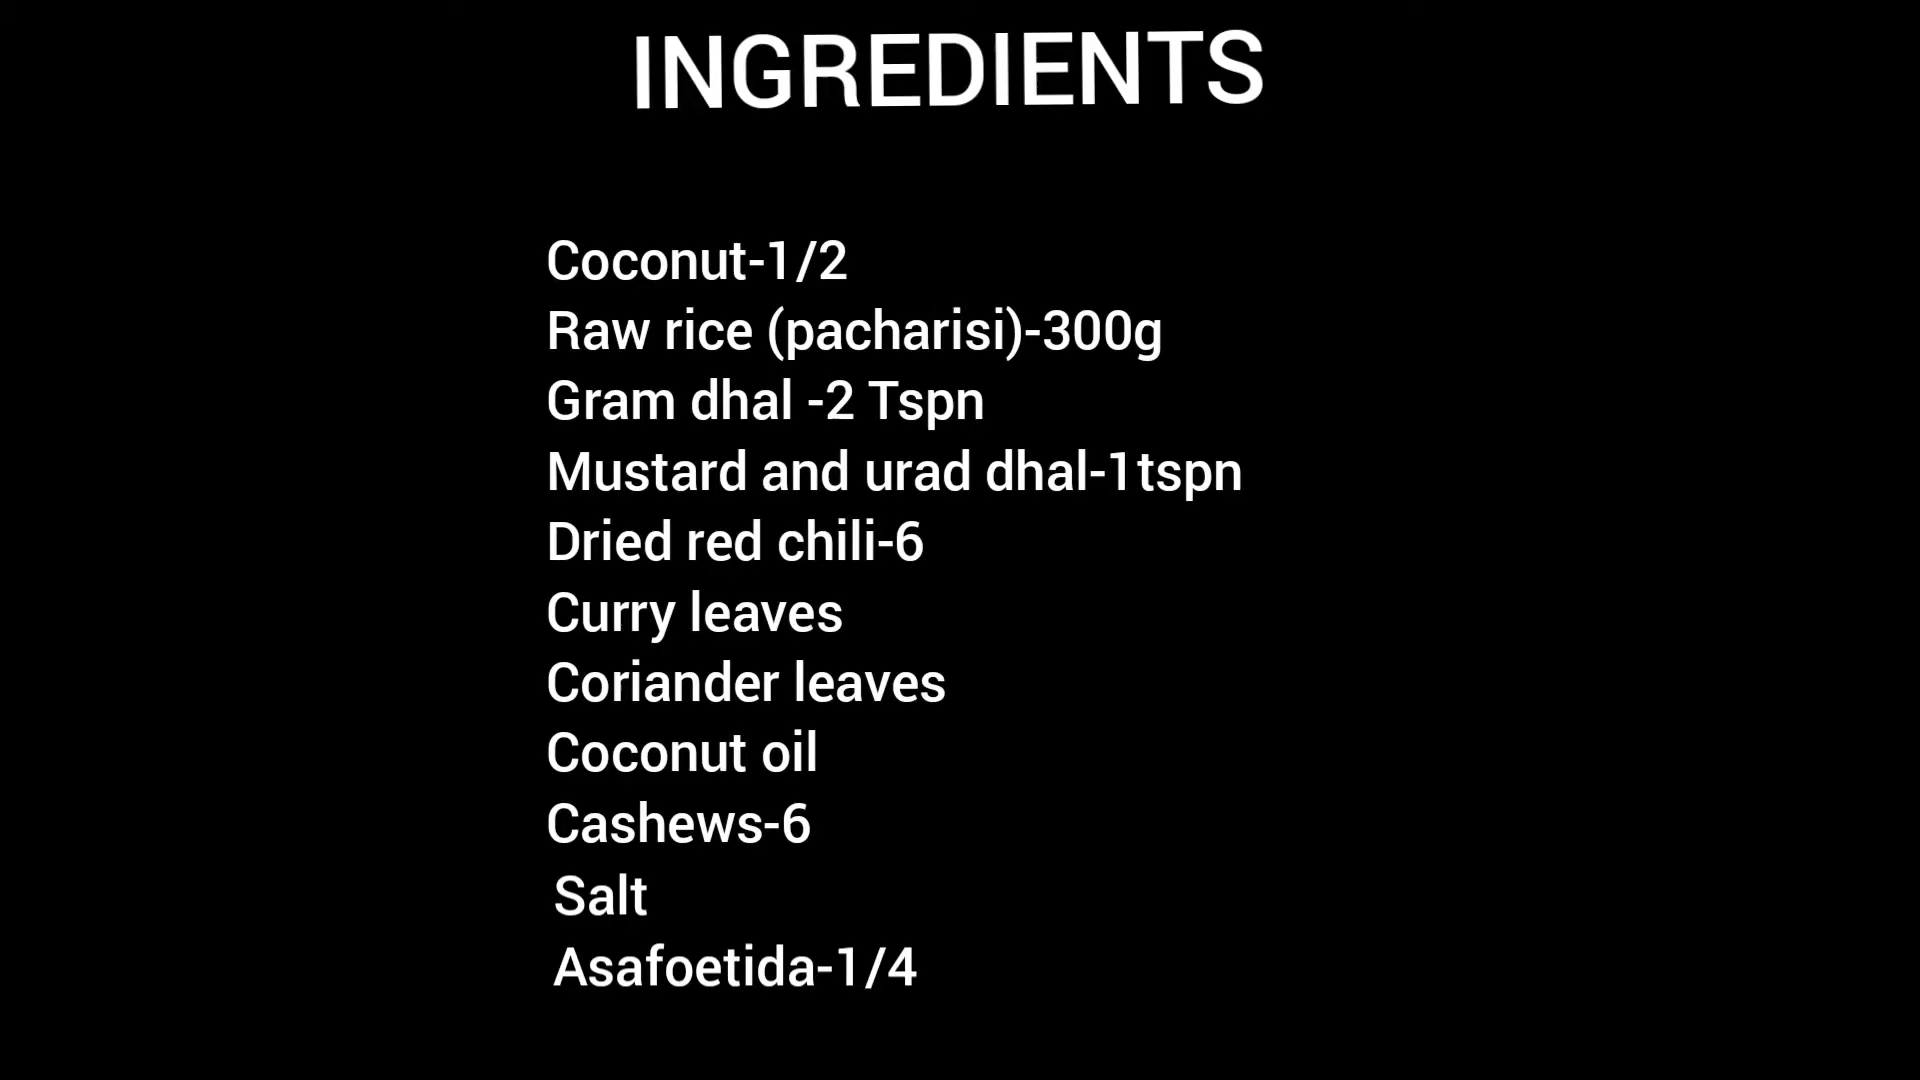 INGREDIENTS
Coconut-1/2
Raw rice (pacharisi)-300g
Gram dhal -2 Tspn
Mustard and urad dhal-1tspn
Dried red chili-6
Curry leaves
Coriander leaves
Coconut oil
Cashews-6
Salt
Asafoetida-1/4